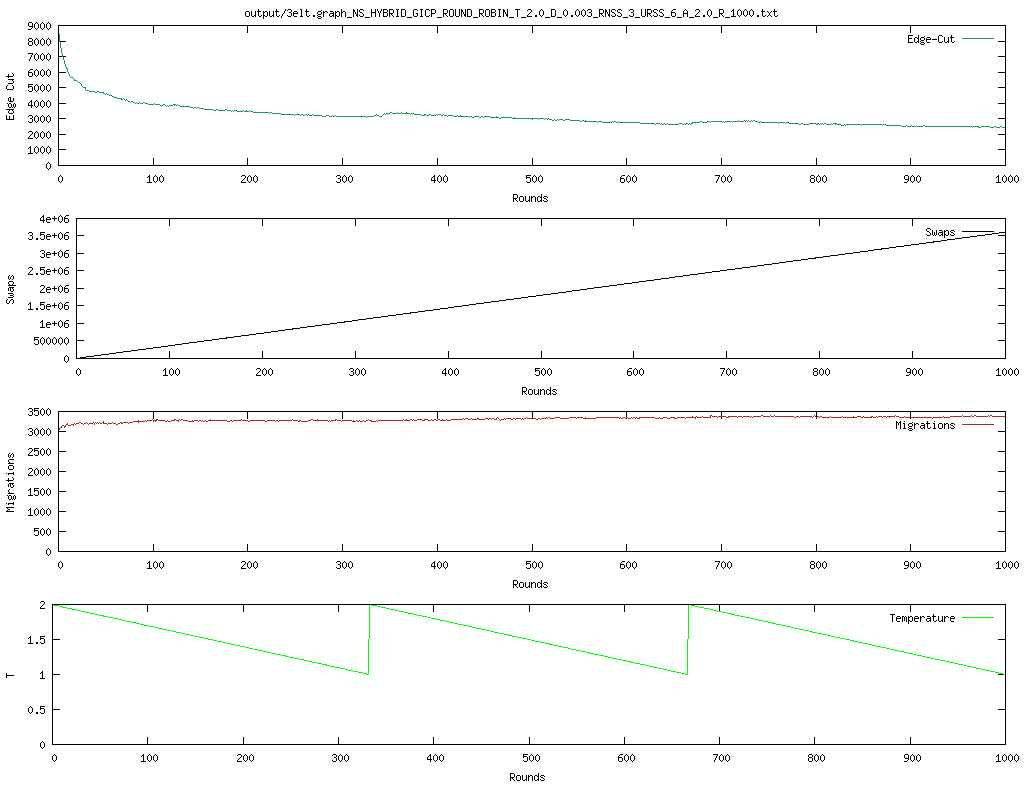 output/3elt.graph_NS_HYBRID_GICP_ROUND_ROBIN_T_2.0_D_0.003_RNSS_3_URSS_6_A_2.0_R_1000.txt
9000
8000
7000
6000
5000
4000
3000
2000
1000
0
Edge Cut
Edge-Cut
0 100 200 300 400 500 600 700 800 900 1000
Rounds
4e+06
3.5e+06
3e+06
2.5e+06
2e+06
1.5e+06
1e+06
500000
0
Swaps
Swaps
0 100 200 300 400 500 600 700 800 900 1000
Rounds
3500
3000
2500
2000
1500
1000
500
0
Migrations
Migrations
0 100 200 300 400 500 600 700 800 900 1000
Rounds
2
1.5
1
0.5
0
T
Temperature
0 100 200 300 400 500 600 700 800 900 1000
Rounds